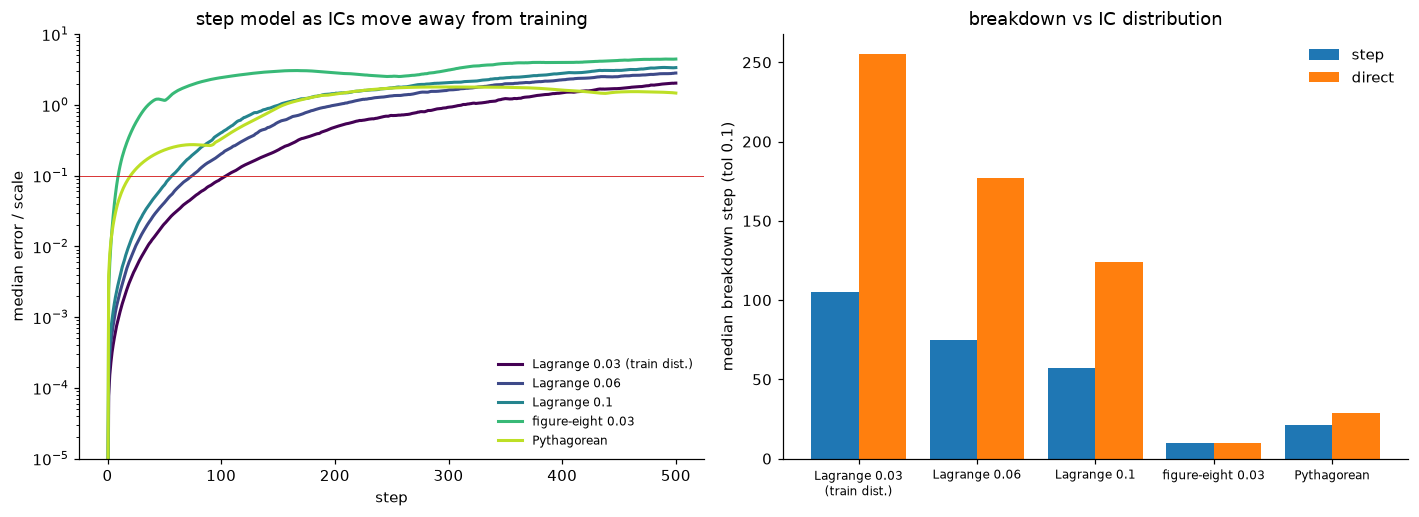 step model as ICs move away from training
10¹
10⁰
10⁻¹
10⁻²
10⁻³
10⁻⁴
10⁻⁵
median error / scale
0
100
200
300
400
500
step
Lagrange 0.03 (train dist.)
Lagrange 0.06
Lagrange 0.1
figure-eight 0.03
Pythagorean
breakdown vs IC distribution
250
200
150
100
50
0
median breakdown step (tol 0.1)
step
direct
Lagrange 0.03
(train dist.)
Lagrange 0.06
Lagrange 0.1
figure-eight 0.03
Pythagorean